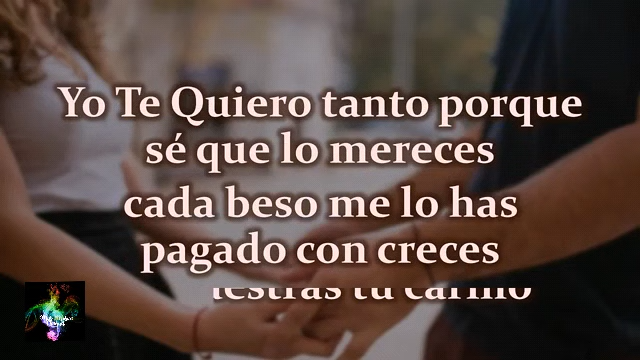 Yo Te Quiero tanto porque
sé que lo mereces
cada beso me lo has
pagado con creces
tu cariño